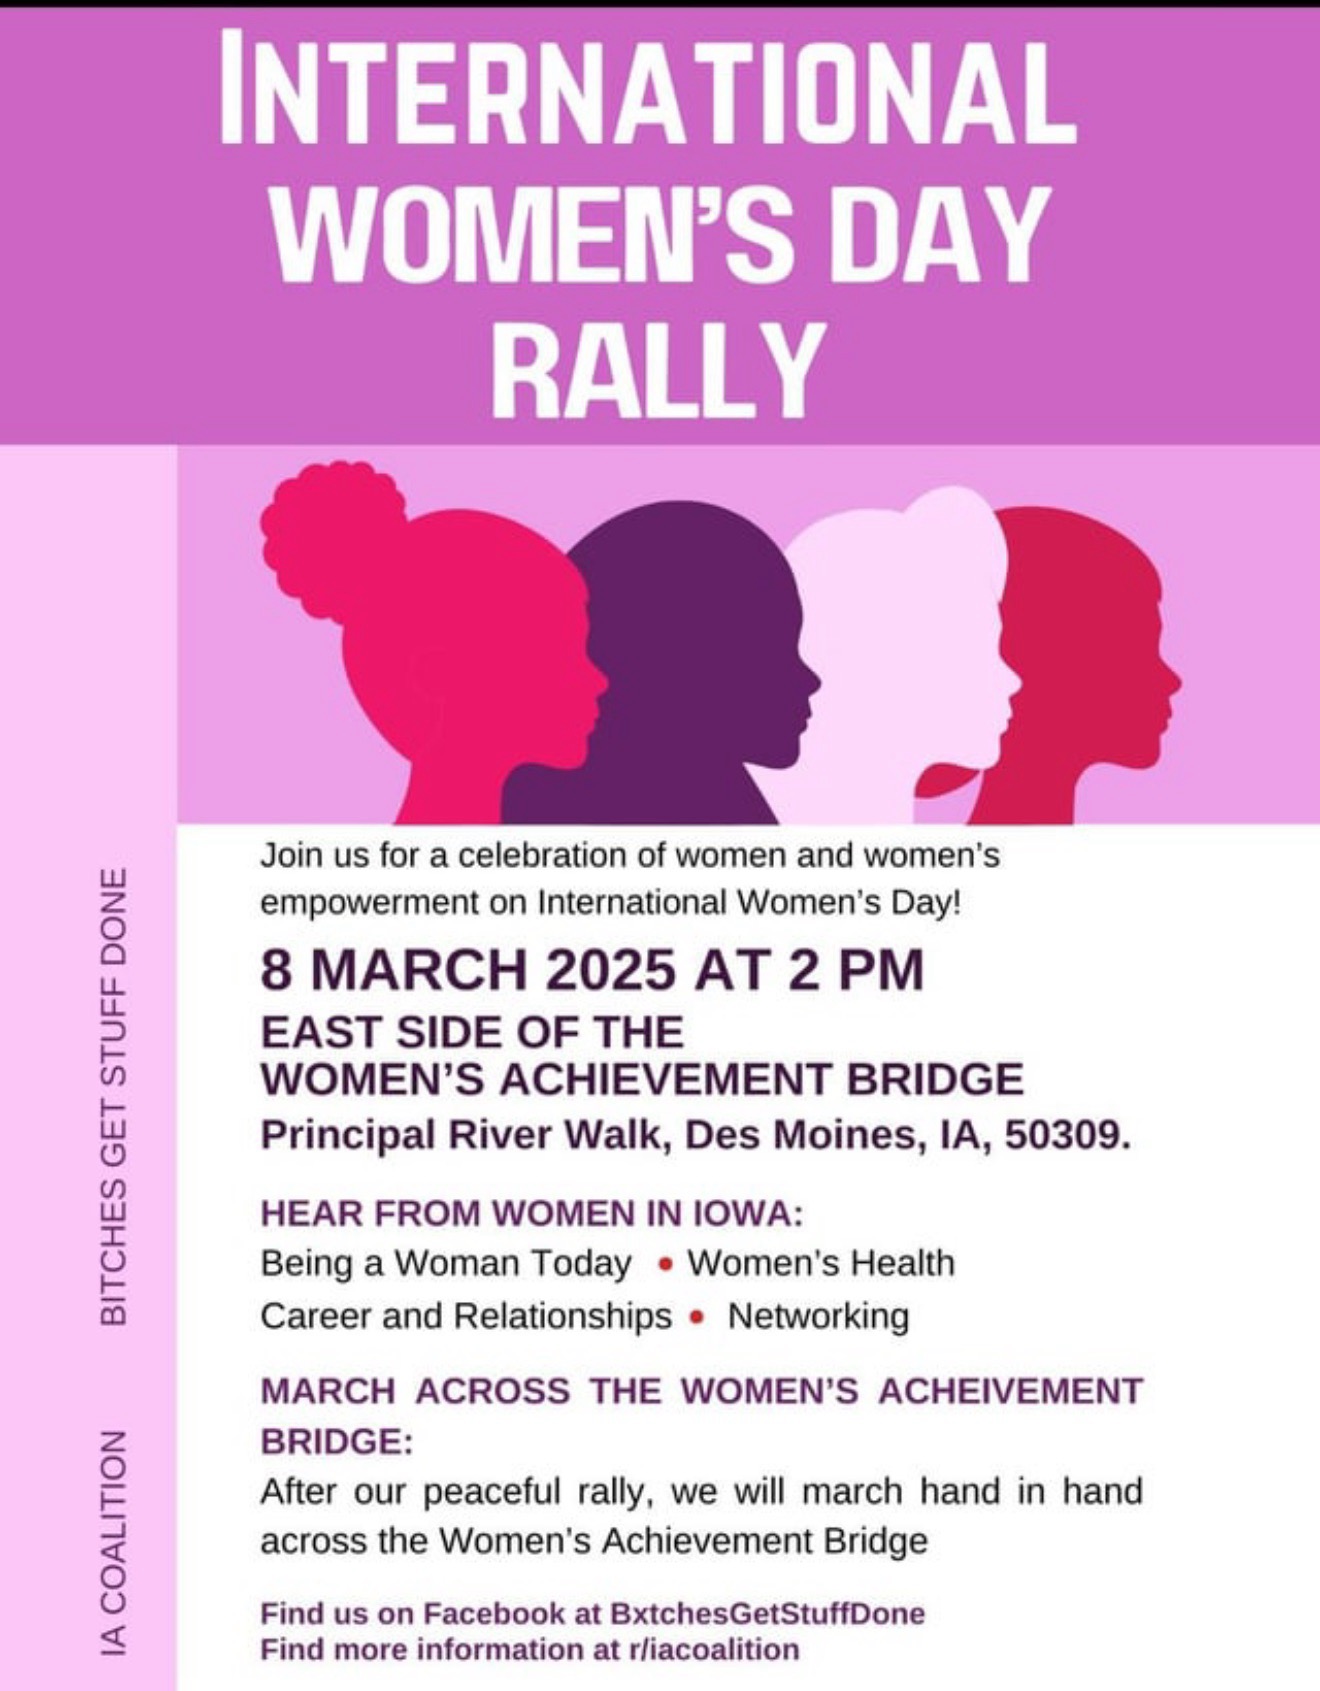 INTERNATIONAL
WOMEN'S DAY
RALLY
Join us for a celebration of women and women's
empowerment on International Women's Day!
8 MARCH 2025 AT 2 PM
EAST SIDE OF THE
WOMEN'S ACHIEVEMENT BRIDGE
Principal River Walk, Des Moines, IA, 50309.
HEAR FROM WOMEN IN IOWA:
Being a Woman Today • Women's Health
Career and Relationships • Networking
MARCH ACROSS THE WOMEN'S ACHEIVEMENT
BRIDGE:
After our peaceful rally, we will march hand in hand
across the Women's Achievement Bridge
Find us on Facebook at BxtchesGetStuffDone
Find more information at r/iacoalition
IA COALITION BITCHES GET STUFF DONE